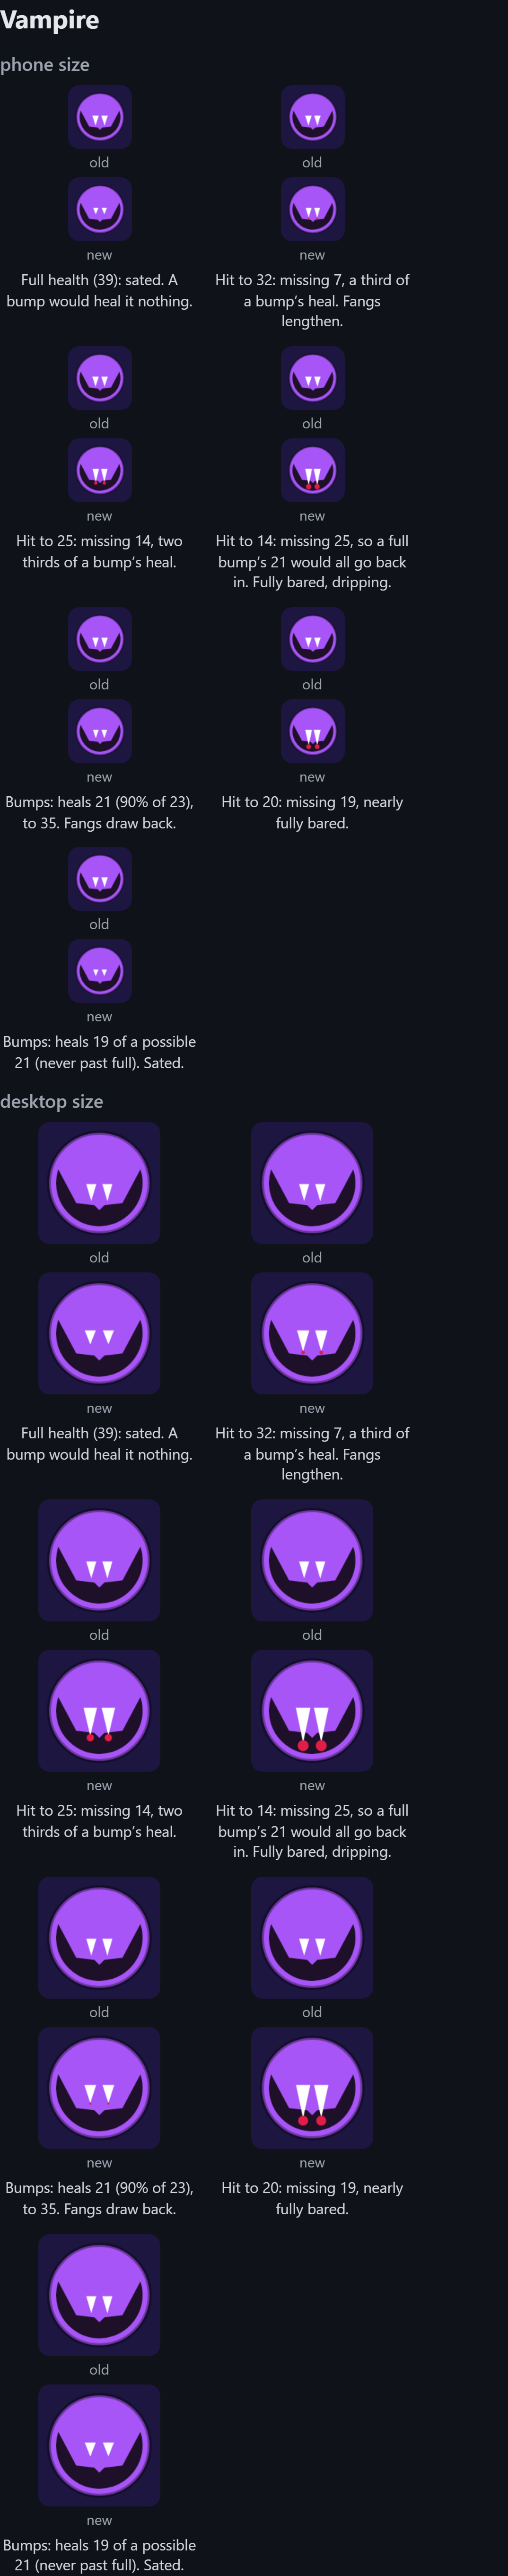 Vampire
phone size
old old
new new
Full health (39): sated. A
bump would heal it nothing.
Hit to 32: missing 7, a third of
a bump’s heal. Fangs
lengthen.
old old
new new
Hit to 25: missing 14, two
thirds of a bump’s heal.
Hit to 14: missing 25, so a full
bump’s 21 would all go back
in. Fully bared, dripping.
old old
new new
Bumps: heals 21 (90% of 23),
to 35. Fangs draw back.
Hit to 20: missing 19, nearly
fully bared.
old
new
Bumps: heals 19 of a possible
21 (never past full). Sated.
desktop size
old old
new new
Full health (39): sated. A
bump would heal it nothing.
Hit to 32: missing 7, a third of
a bump’s heal. Fangs
lengthen.
old old
new new
Hit to 25: missing 14, two
thirds of a bump’s heal.
Hit to 14: missing 25, so a full
bump’s 21 would all go back
in. Fully bared, dripping.
old old
new new
Bumps: heals 21 (90% of 23),
to 35. Fangs draw back.
Hit to 20: missing 19, nearly
fully bared.
old
new
Bumps: heals 19 of a possible
21 (never past full). Sated.